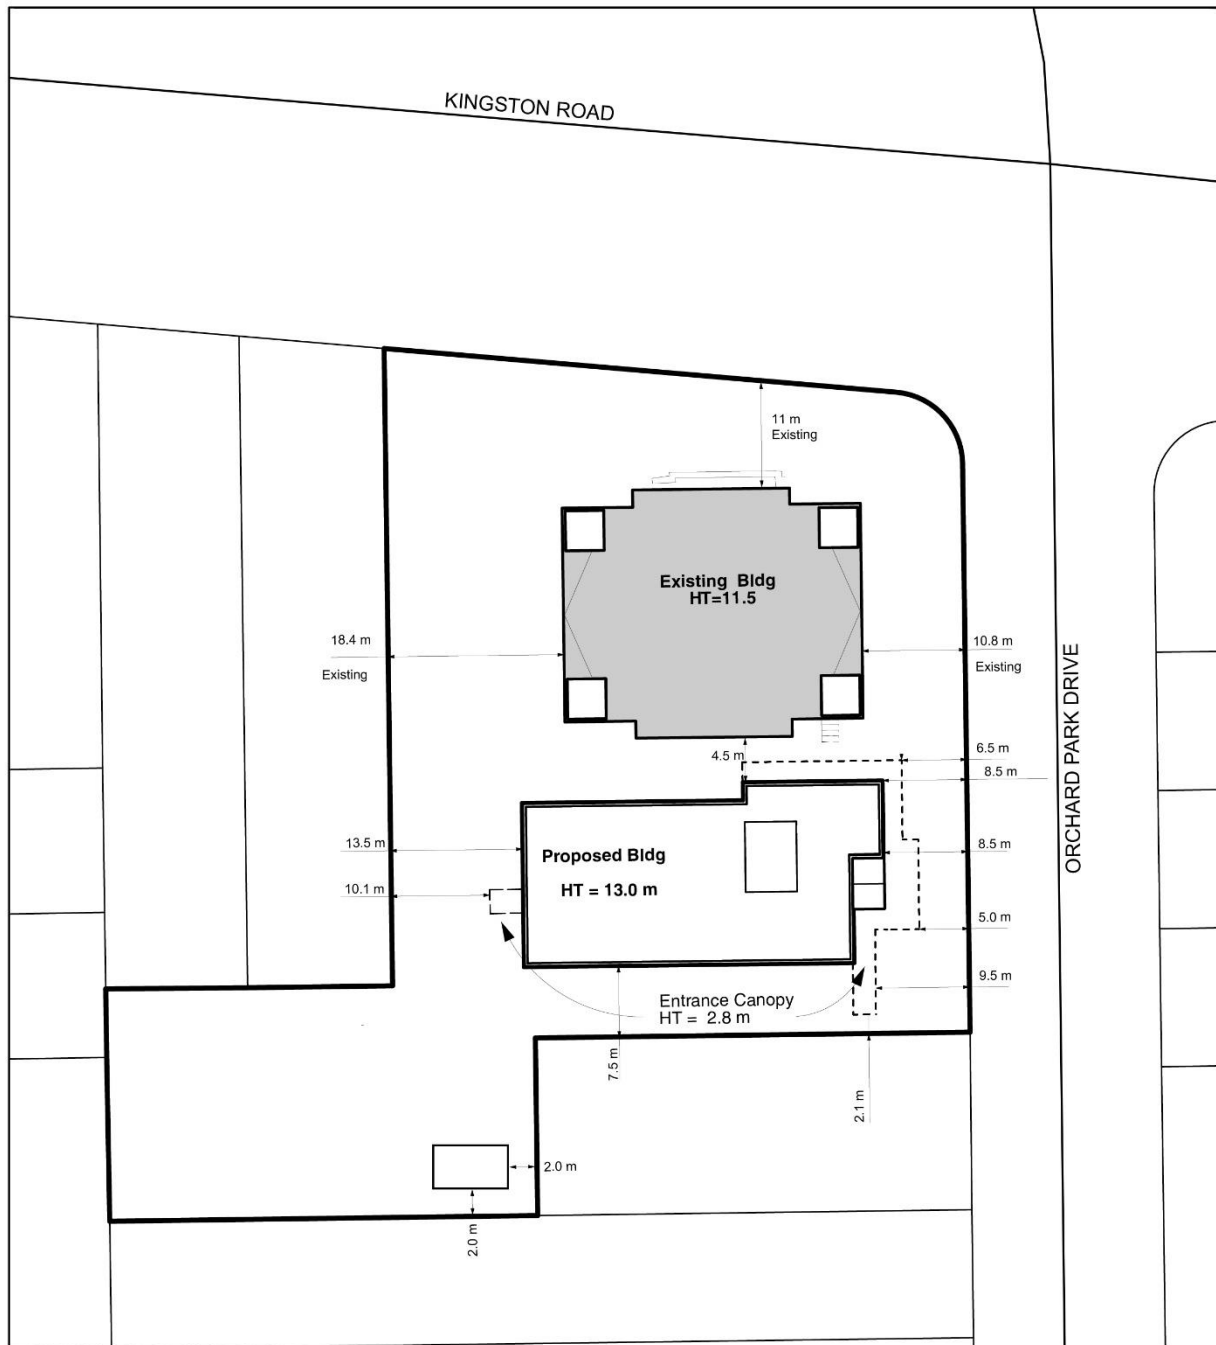 KINGSTON ROAD
11 m
Existing
Existing Bldg
HT=11.5
18.4 m
Existing
10.8 m
Existing
ORCHARD PARK DRIVE
4.5 m
6.5 m
8.5 m
13.5 m
Proposed Bldg
8.5 m
10.1 m
HT = 13.0 m
5.0 m
9.5 m
Entrance Canopy
HT = 2.8 m
7.5 m
2.1 m
2.0 m
2.0 m